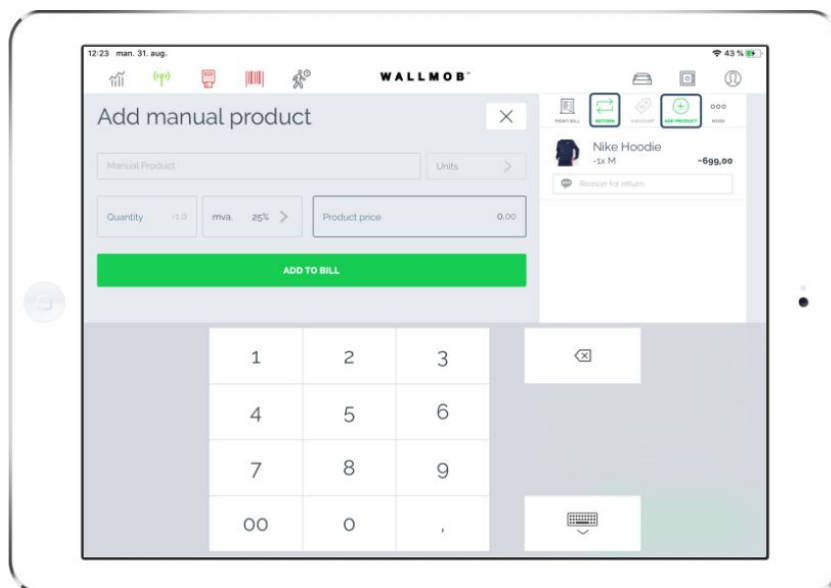 12:23 man. 31. aug.
43 %
WALLMOB
Add manual product
PRINT BILL
RETURN
DISCOUNT
ADD PRODUCT
MORE
Nike Hoodie
-1x M -699,00
Reason for return
Manual Product
Units
Quantity -1,0
mva. 25%
Product price 0,00
ADD TO BILL
1 2 3
4 5 6
7 8 9
00 0 ,